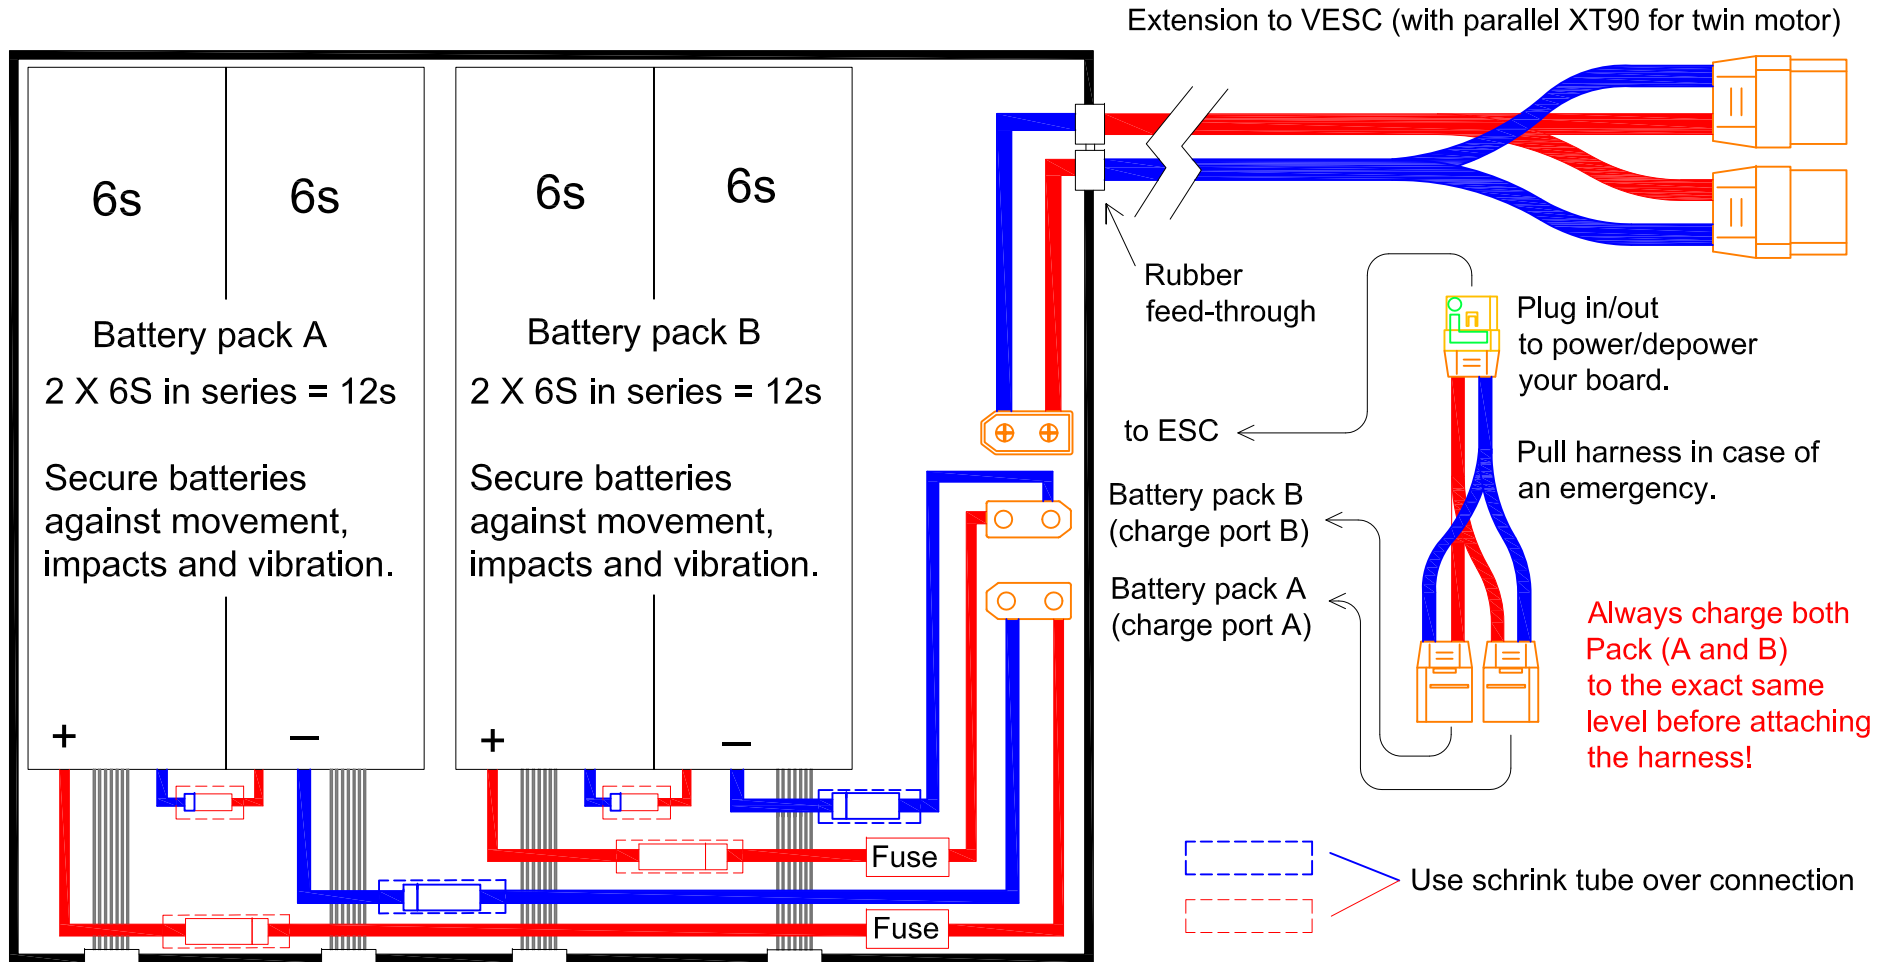 Extension to VESC (with parallel XT90 for twin motor)
6s
6s
6s
6s
Battery pack A
2 X 6S in series = 12s
Secure batteries
against movement,
impacts and vibration.
+
–
Battery pack B
2 X 6S in series = 12s
Secure batteries
against movement,
impacts and vibration.
+
–
Fuse
Fuse
Rubber
feed-through
Plug in/out
to power/depower
your board.
to ESC
Pull harness in case of
an emergency.
Battery pack B
(charge port B)
Battery pack A
(charge port A)
Always charge both
Pack (A and B)
to the exact same
level before attaching
the harness!
Use schrink tube over connection